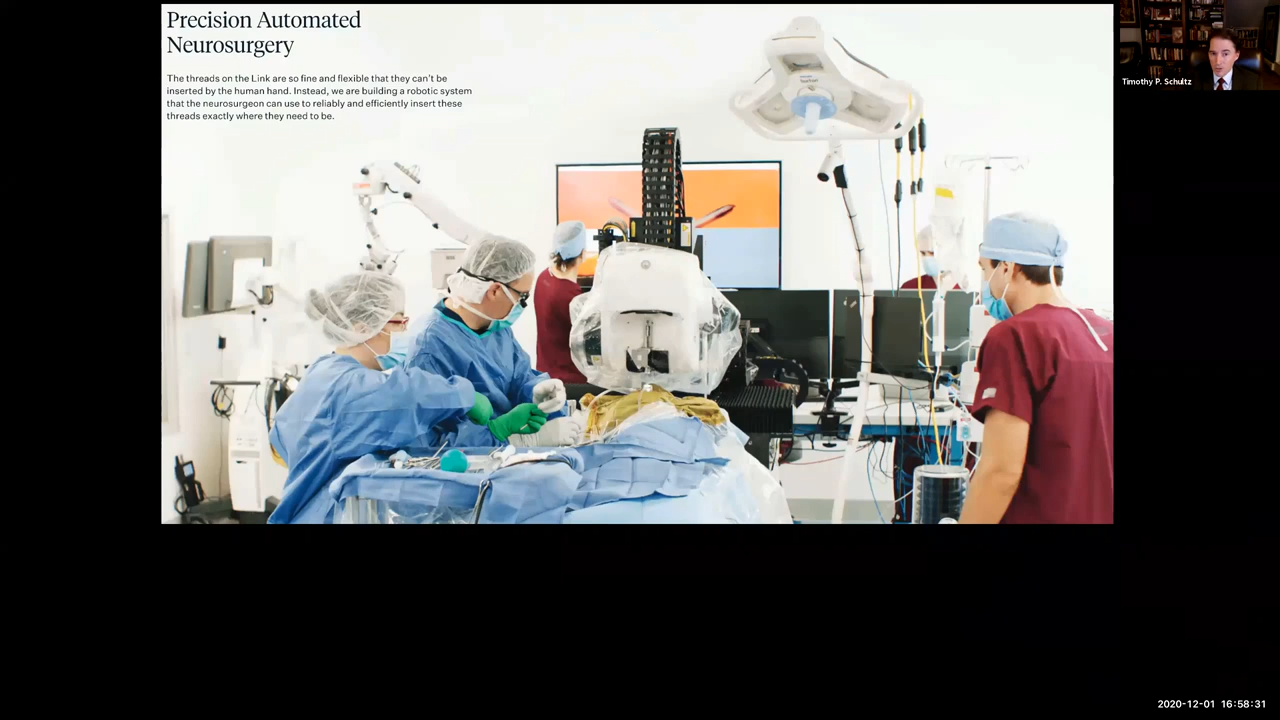 Precision Automated
Neurosurgery
The threads on the Link are so fine and flexible that they can't be
inserted by the human hand. Instead, we are building a robotic system
that the neurosurgeon can use to reliably and efficiently insert these
threads exactly where they need to be.
Timothy P. Schultz
2020-12-01 16:58:31